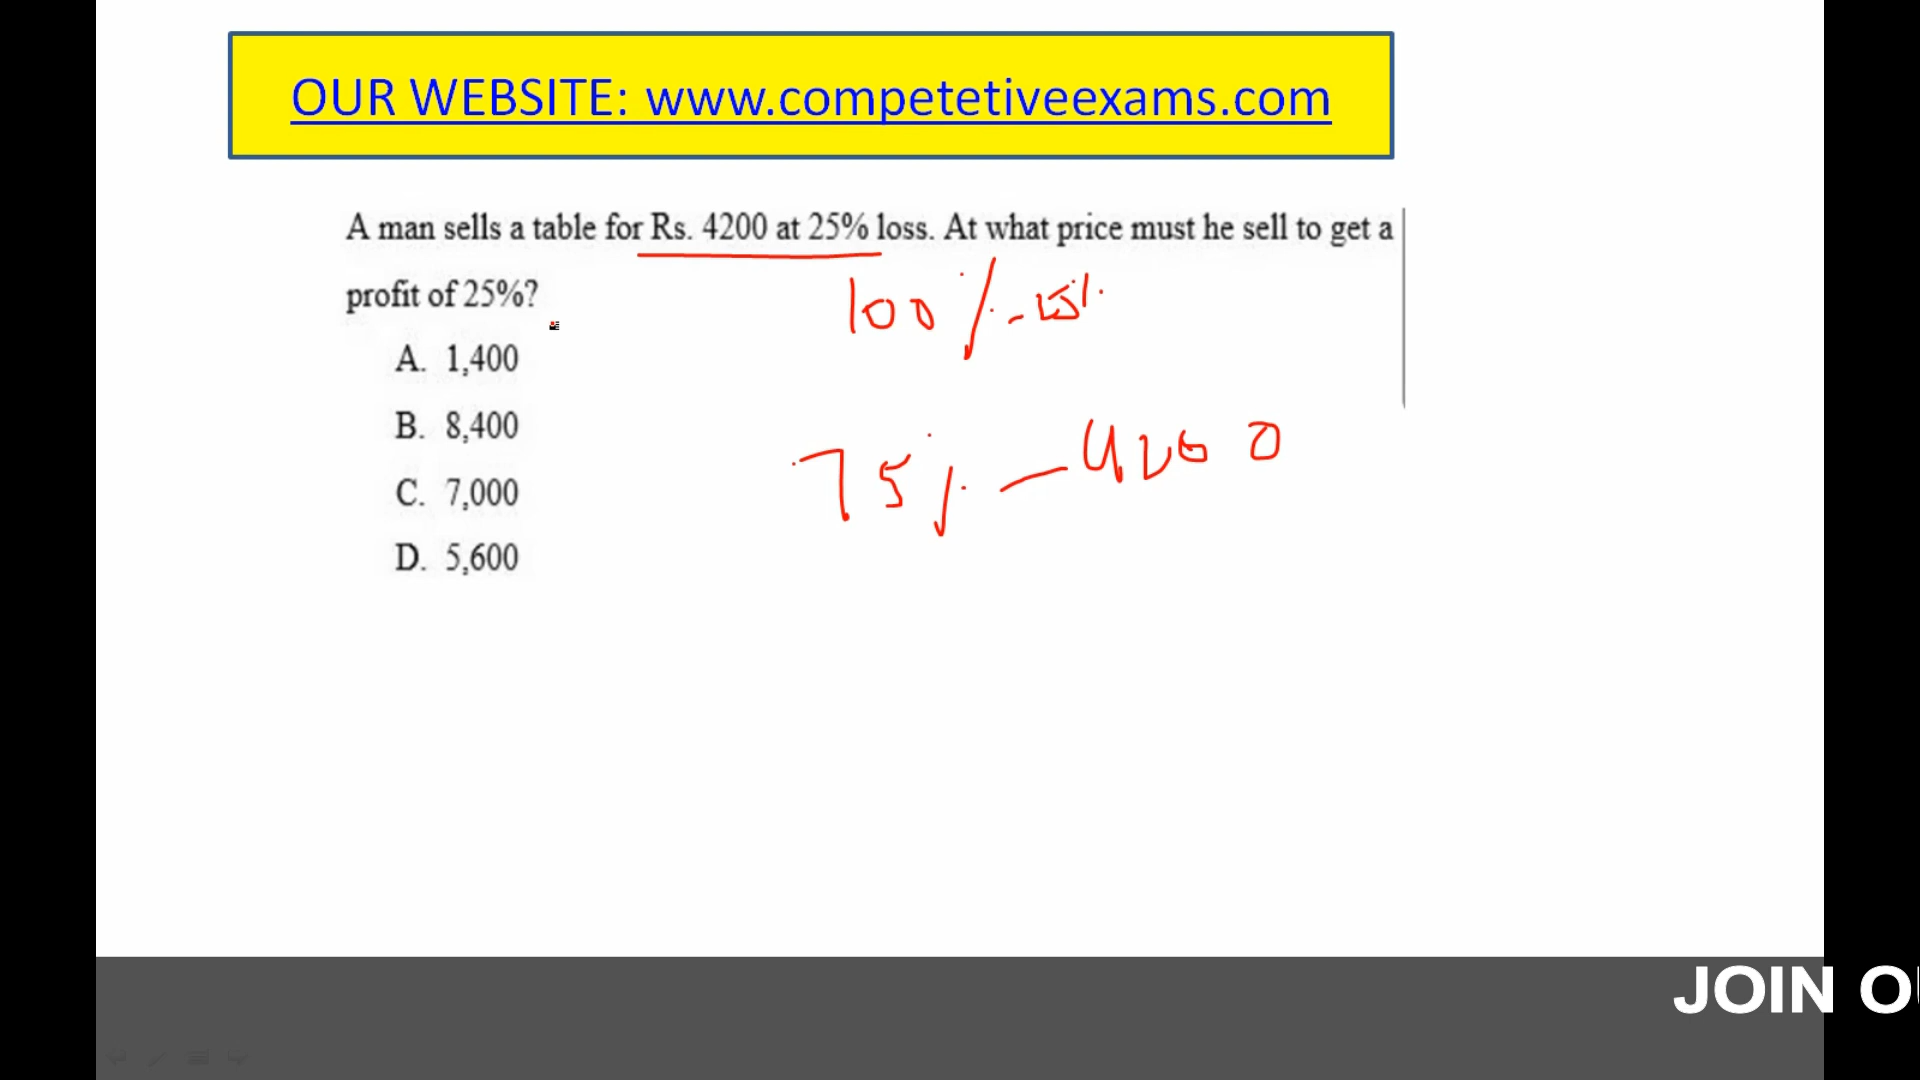 OUR WEBSITE: www.competetiveexams.com
A man sells a table for Rs. 4200 at 25% loss. At what price must he sell to get a
profit of 25%?
100% - 25%
A. 1,400
B. 8,400
75% - 4200
C. 7,000
D. 5,600
JOIN OU